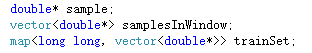 double* sample;
vector<double*> samplesInWindow;
map<long long, vector<double*>> trainSet;